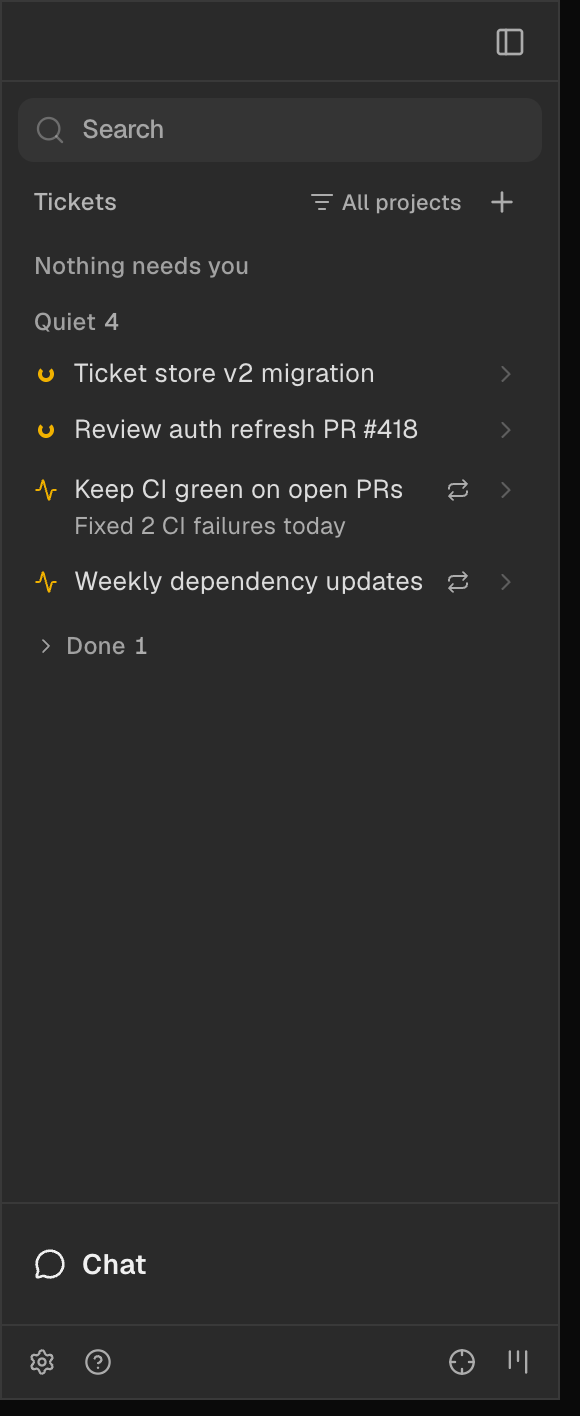 Search
Tickets All projects
Nothing needs you
Quiet 4
Ticket store v2 migration
Review auth refresh PR #418
Keep CI green on open PRs
Fixed 2 CI failures today
Weekly dependency updates
Done 1
Chat